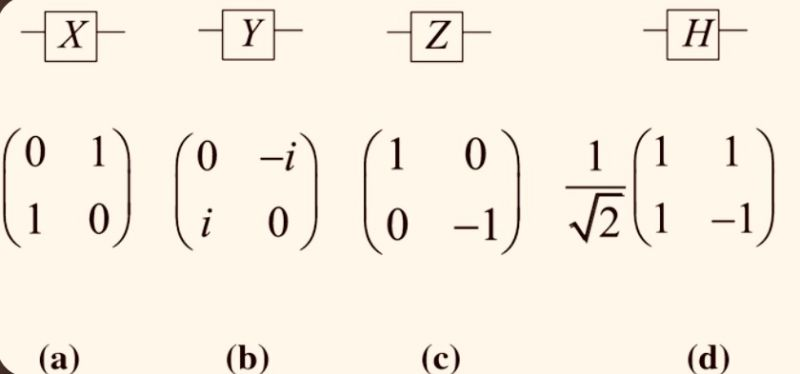 X Y Z H
0 1 0 −i 1 0 1 1 1
1 0 i 0 0 −1 √2 1 −1
(a) (b) (c) (d)